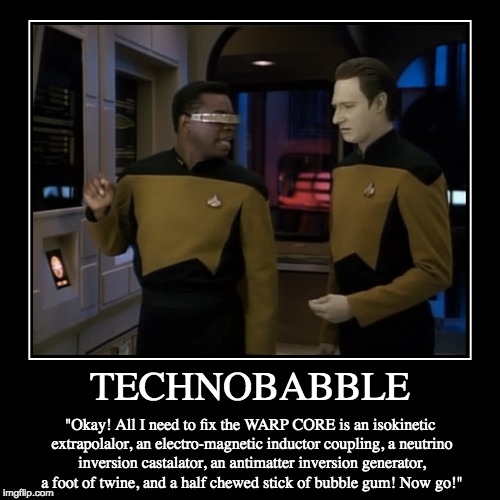 TECHNOBABBLE
"Okay! All I need to fix the WARP CORE is an isokinetic
extrapolalor, an electro-magnetic inductor coupling, a neutrino
inversion castalator, an antimatter inversion generator,
a foot of twine, and a half chewed stick of bubble gum! Now go!"
imgflip.com